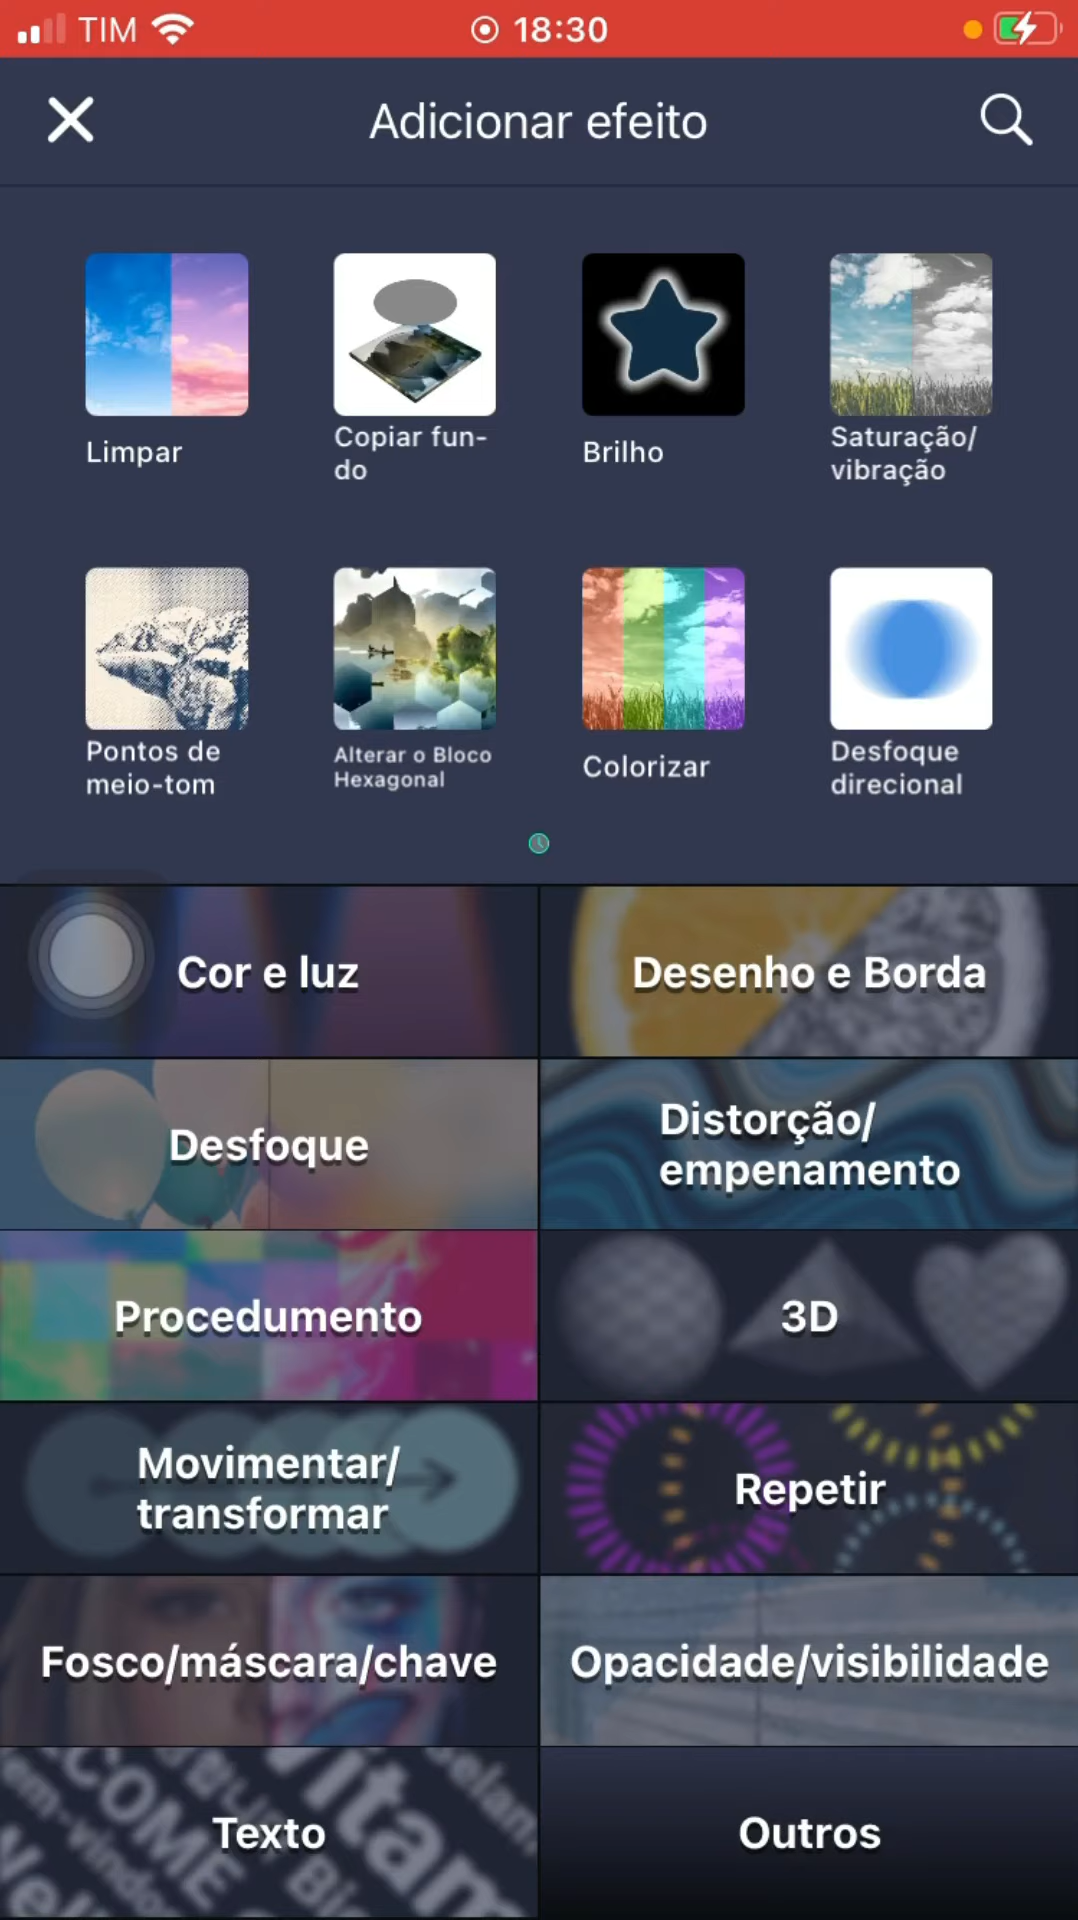 TIM 18:30
Adicionar efeito
Limpar
Copiar fun-
do
Brilho
Saturação/
vibração
Pontos de
meio-tom
Alterar o Bloco
Hexagonal
Colorizar
Desfoque
direcional
Cor e luz
Desenho e Borda
Desfoque
Distorção/
empenamento
Procedumento
3D
Movimentar/
transformar
Repetir
Fosco/máscara/chave
Opacidade/visibilidade
Texto
Outros